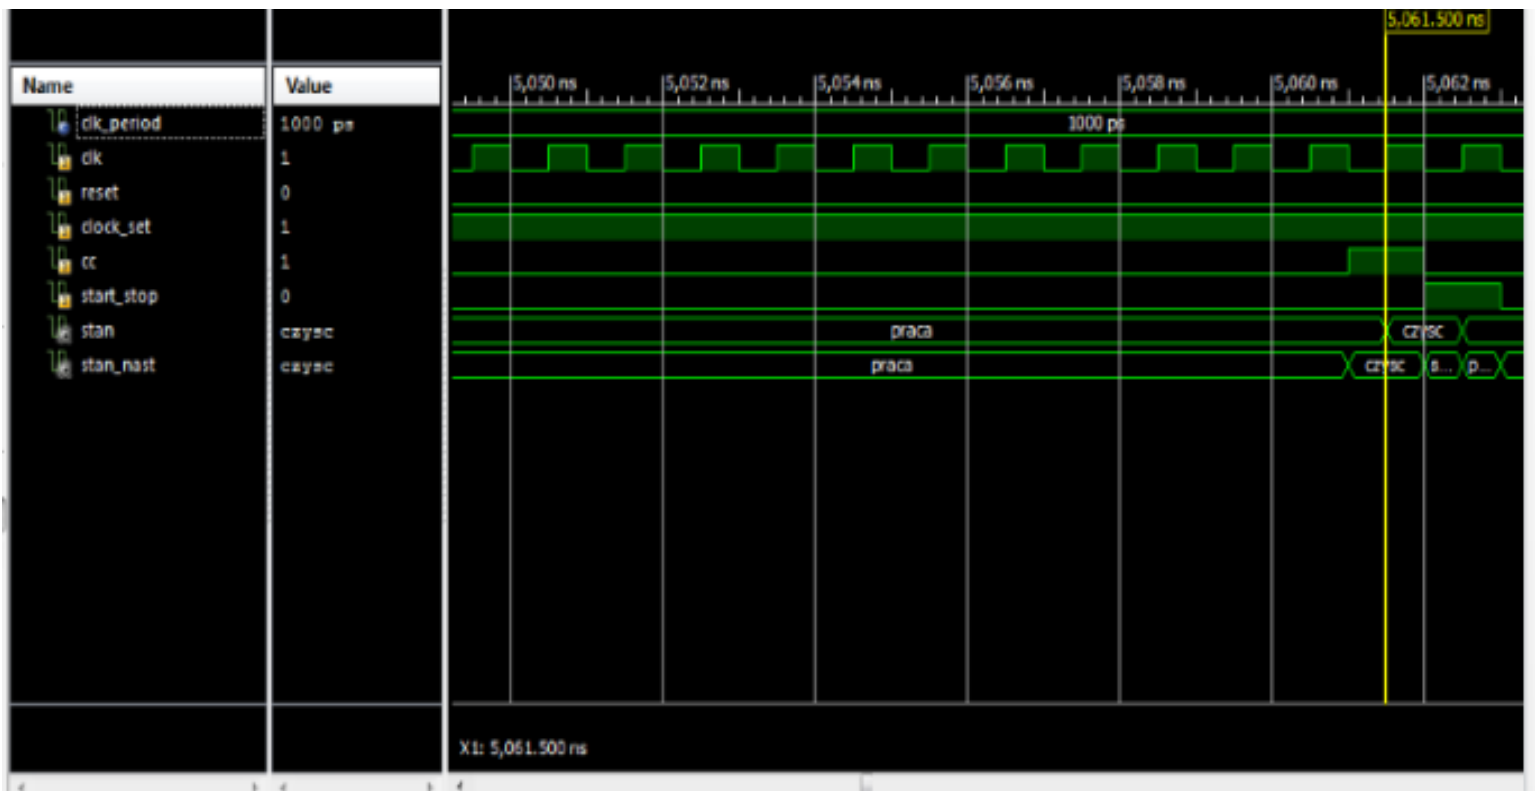 5,061.500 ns
Name Value
5,050 ns 5,052 ns 5,054 ns 5,056 ns 5,058 ns 5,060 ns 5,062 ns
clk_period 1000 ps 1000 ps
clk 1
reset 0
clock_set 1
cc 1
start_stop 0
stan czysc praca czysc
stan_nast czysc praca czysc s... p...
X1: 5,061.500 ns